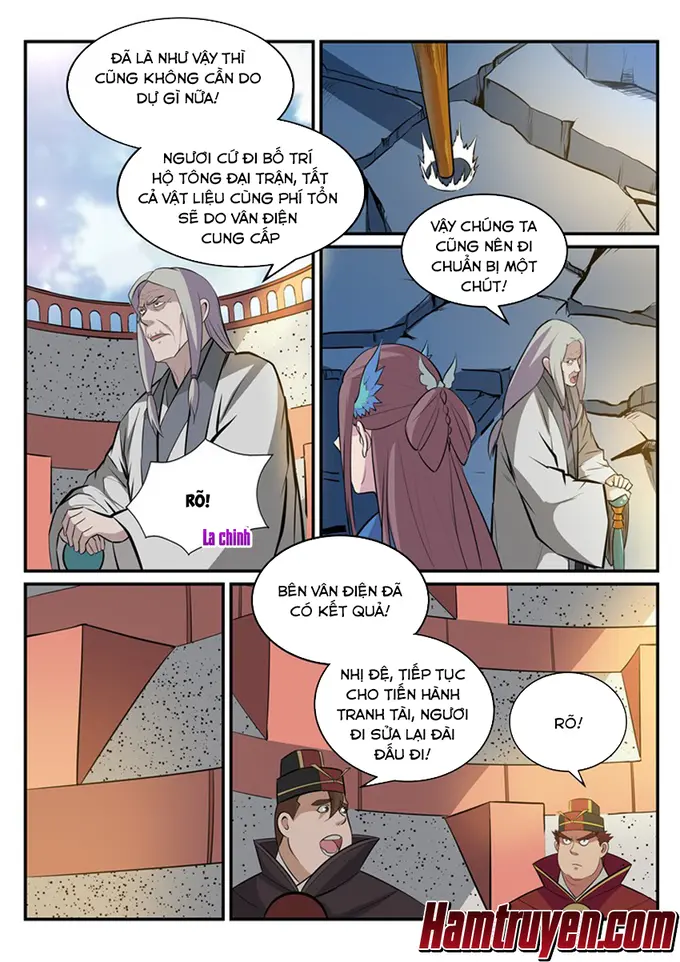 ĐÃ LÀ NHƯ VẬY THÌ
CŨNG KHÔNG CẦN DO
DỰ GÌ NỮA!
NGƯƠI CỨ ĐI BỐ TRÍ
HỘ TÔNG ĐẠI TRẬN, TẤT
CẢ VẬT LIỆU CÙNG PHÍ TỔN
SẼ DO VÂN ĐIỆN
CUNG CẤP
VẬY CHÚNG TA
CŨNG NÊN ĐI
CHUẨN BỊ MỘT
CHÚT!
RÕ!
La chinh
BÊN VÂN ĐIỆN ĐÃ
CÓ KẾT QUẢ!
NHỊ ĐỆ, TIẾP TỤC
CHO TIẾN HÀNH
TRANH TÀI, NGƯƠI
ĐI SỬA LẠI ĐÀI
ĐẤU ĐI!
RÕ!
Hamtruyen.com